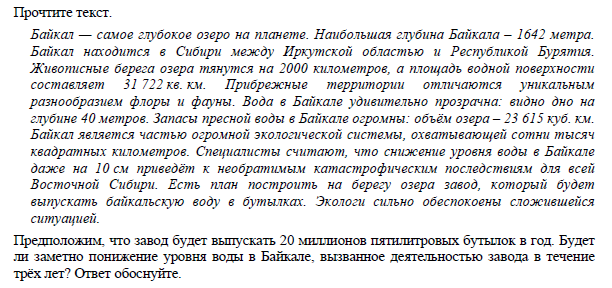 Прочтите текст.
Байкал — самое глубокое озеро на планете. Наибольшая глубина Байкала – 1642 метра.
Байкал находится в Сибири между Иркутской областью и Республикой Бурятия.
Живописные берега озера тянутся на 2000 километров, а площадь водной поверхности
составляет 31 722 кв. км. Прибрежные территории отличаются уникальным
разнообразием флоры и фауны. Вода в Байкале удивительно прозрачна: видно дно на
глубине 40 метров. Запасы пресной воды в Байкале огромны: объём озера – 23 615 куб. км.
Байкал является частью огромной экологической системы, охватывающей сотни тысяч
квадратных километров. Специалисты считают, что снижение уровня воды в Байкале
даже на 10 см приведёт к необратимым катастрофическим последствиям для всей
Восточной Сибири. Есть план построить на берегу озера завод, который будет
выпускать байкальскую воду в бутылках. Экологи сильно обеспокоены сложившейся
ситуацией.
Предположим, что завод будет выпускать 20 миллионов пятилитровых бутылок в год. Будет
ли заметно понижение уровня воды в Байкале, вызванное деятельностью завода в течение
трёх лет? Ответ обоснуйте.